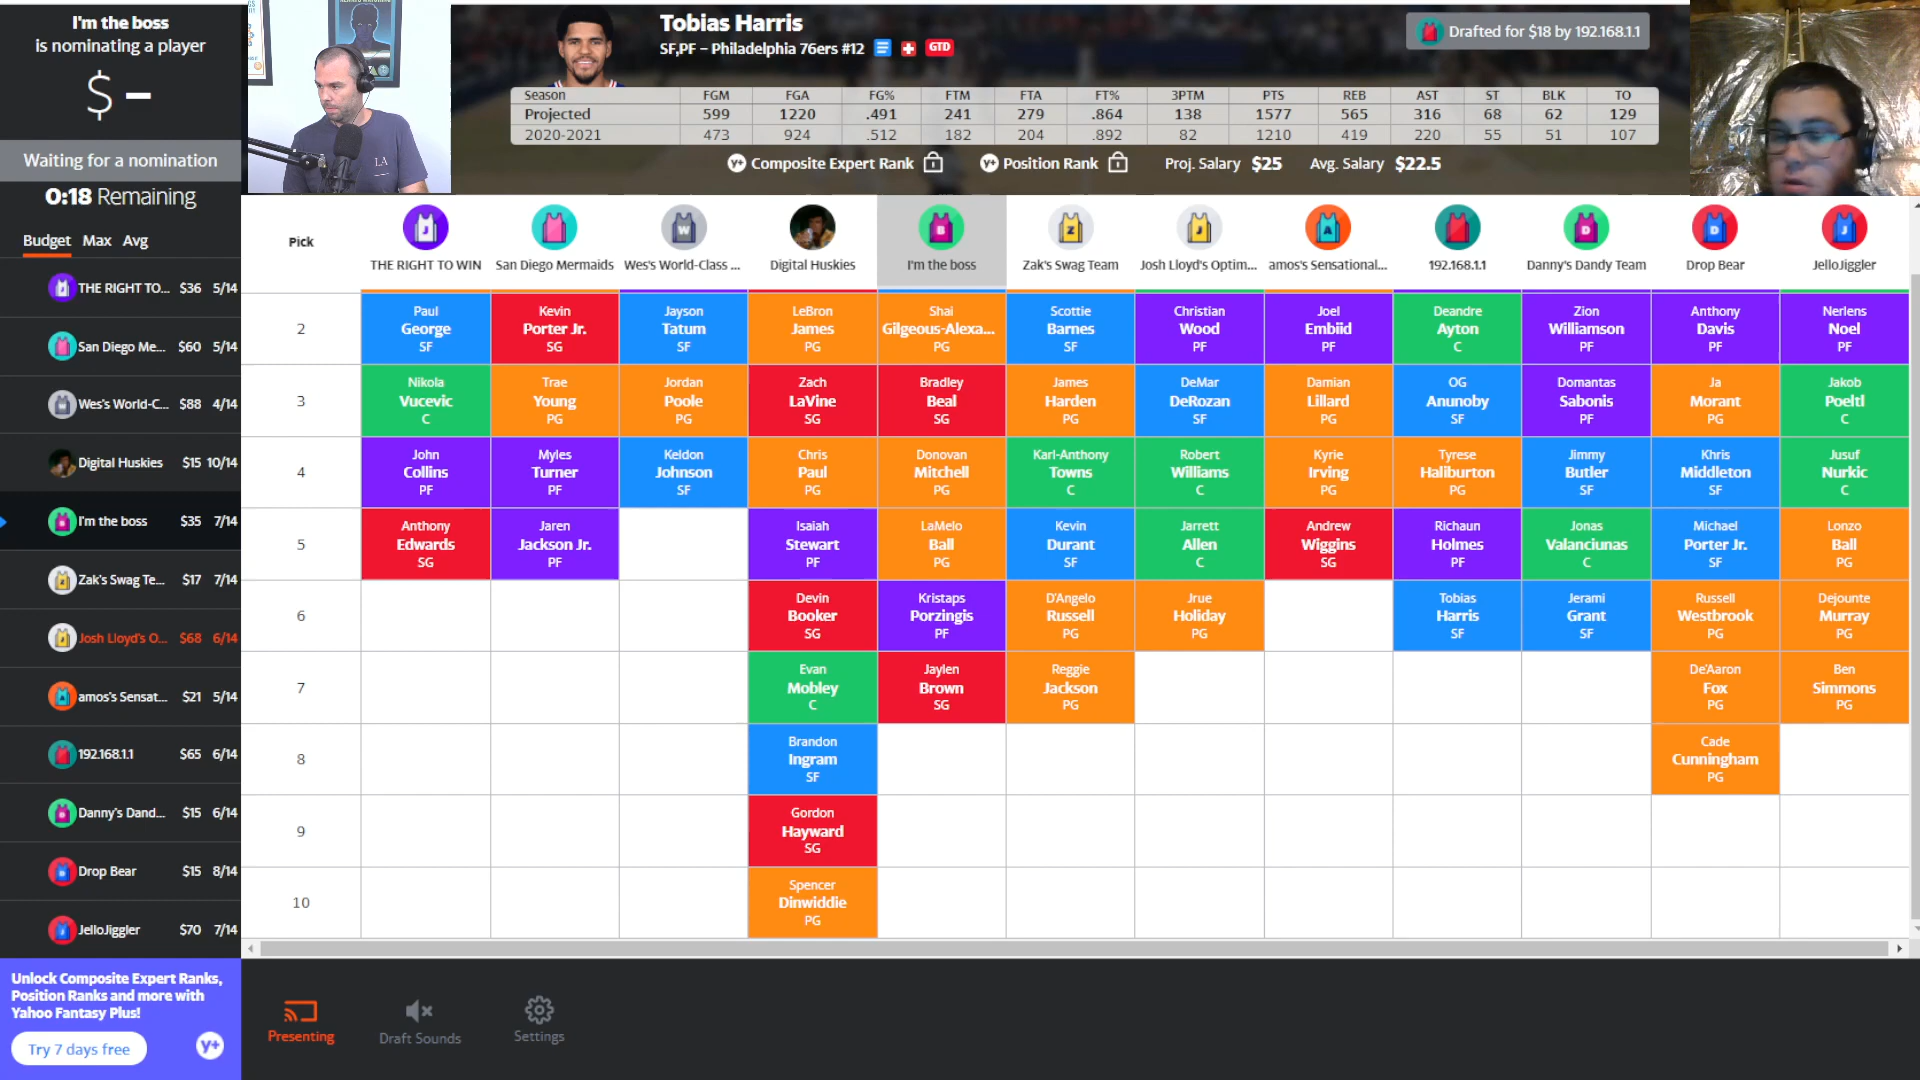 I'm the boss
is nominating a player
$ –
Waiting for a nomination
0:18 Remaining
Budget Max Avg
THE RIGHT TO... $36 5/14
San Diego Me... $60 5/14
Wes's World-C... $88 4/14
Digital Huskies $15 10/14
I'm the boss $35 7/14
Zak's Swag Te... $17 7/14
Josh Lloyd's O... $68 6/14
amos's Sensat... $21 5/14
192.168.1.1 $65 6/14
Danny's Dand... $15 6/14
Drop Bear $15 8/14
JelloJiggler $70 7/14
Unlock Composite Expert Ranks,
Position Ranks and more with
Yahoo Fantasy Plus!
Try 7 days free
y+
LA
Tobias Harris
SF,PF – Philadelphia 76ers #12 GTD
Drafted for $18 by 192.168.1.1
Season FGM FGA FG% FTM FTA FT% 3PTM PTS REB AST ST BLK TO
Projected 599 1220 .491 241 279 .864 138 1577 565 316 68 62 129
2020-2021 473 924 .512 182 204 .892 82 1210 419 220 55 51 107
y+ Composite Expert Rank y+ Position Rank Proj. Salary $25 Avg. Salary $22.5
J W B Z J A D D J
Pick THE RIGHT TO WIN San Diego Mermaids Wes's World-Class ... Digital Huskies I'm the boss Zak's Swag Team Josh Lloyd's Optim... amos's Sensational... 192.168.1.1 Danny's Dandy Team Drop Bear JelloJiggler
Paul Kevin Jayson LeBron Shai Scottie Christian Joel Deandre Zion Anthony Nerlens
2 George Porter Jr. Tatum James Gilgeous-Alexa... Barnes Wood Embiid Ayton Williamson Davis Noel
SF SG SF PG PG SF PF PF C PF PF PF
Nikola Trae Jordan Zach Bradley James DeMar Damian OG Domantas Ja Jakob
3 Vucevic Young Poole LaVine Beal Harden DeRozan Lillard Anunoby Sabonis Morant Poeltl
C PG PG SG SG PG SF PG SF PF PG C
John Myles Keldon Chris Donovan Karl-Anthony Robert Kyrie Tyrese Jimmy Khris Jusuf
4 Collins Turner Johnson Paul Mitchell Towns Williams Irving Haliburton Butler Middleton Nurkic
PF PF SF PG PG C C PG PG SF SF C
Anthony Jaren Isaiah LaMelo Kevin Jarrett Andrew Richaun Jonas Michael Lonzo
5 Edwards Jackson Jr. Stewart Ball Durant Allen Wiggins Holmes Valanciunas Porter Jr. Ball
SG PF PF PG SF C SG PF C SF PG
Devin Kristaps D'Angelo Jrue Tobias Jerami Russell Dejounte
6 Booker Porzingis Russell Holiday Harris Grant Westbrook Murray
SG PF PG PG SF SF PG PG
Evan Jaylen Reggie De'Aaron Ben
7 Mobley Brown Jackson Fox Simmons
C SG PG PG PG
Brandon Cade
8 Ingram Cunningham
SF PG
Gordon
9 Hayward
SG
Spencer
10 Dinwiddie
PG
Presenting Draft Sounds Settings